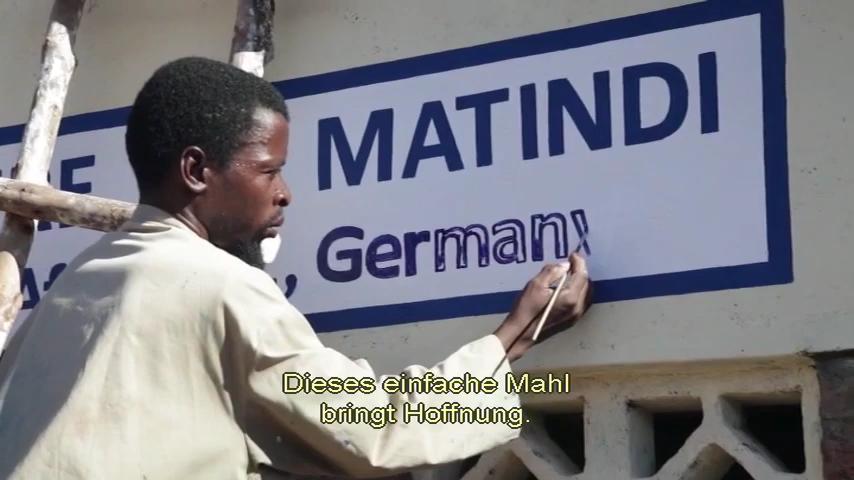 MATINDI
, Germany
Dieses einfache Mahl
bringt Hoffnung.